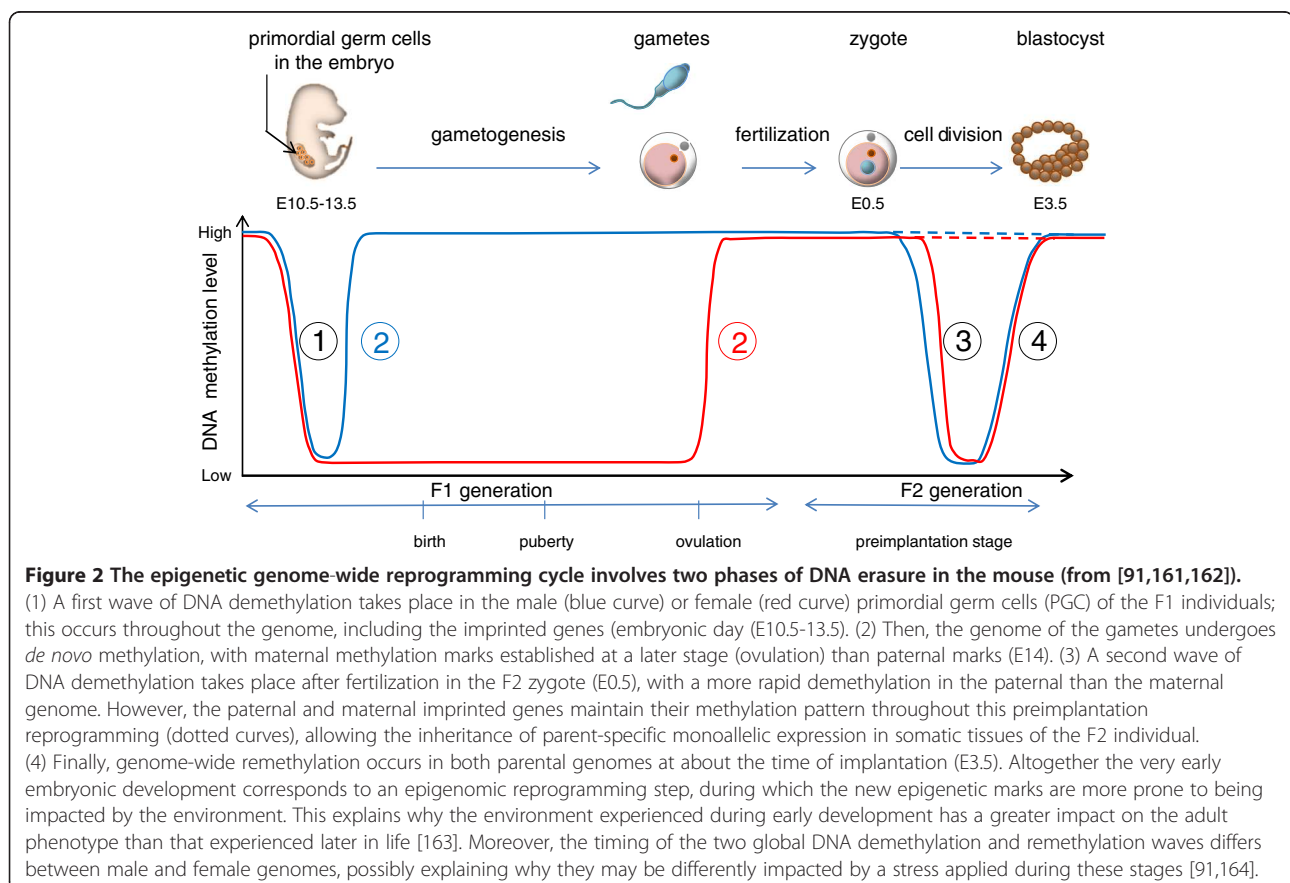 primordial germ cells
in the embryo
gametes
zygote
blastocyst
gametogenesis
fertilization
cell division
E10.5-13.5
E0.5
E3.5
High
DNA methylation level
Low
1
2
2
3
4
F1 generation
F2 generation
birth
puberty
ovulation
preimplantation stage
Figure 2 The epigenetic genome-wide reprogramming cycle involves two phases of DNA erasure in the mouse (from [91,161,162]).
(1) A first wave of DNA demethylation takes place in the male (blue curve) or female (red curve) primordial germ cells (PGC) of the F1 individuals;
this occurs throughout the genome, including the imprinted genes (embryonic day (E10.5-13.5). (2) Then, the genome of the gametes undergoes
de novo methylation, with maternal methylation marks established at a later stage (ovulation) than paternal marks (E14). (3) A second wave of
DNA demethylation takes place after fertilization in the F2 zygote (E0.5), with a more rapid demethylation in the paternal than the maternal
genome. However, the paternal and maternal imprinted genes maintain their methylation pattern throughout this preimplantation
reprogramming (dotted curves), allowing the inheritance of parent-specific monoallelic expression in somatic tissues of the F2 individual.
(4) Finally, genome-wide remethylation occurs in both parental genomes at about the time of implantation (E3.5). Altogether the very early
embryonic development corresponds to an epigenomic reprogramming step, during which the new epigenetic marks are more prone to being
impacted by the environment. This explains why the environment experienced during early development has a greater impact on the adult
phenotype than that experienced later in life [163]. Moreover, the timing of the two global DNA demethylation and remethylation waves differs
between male and female genomes, possibly explaining why they may be differently impacted by a stress applied during these stages [91,164].